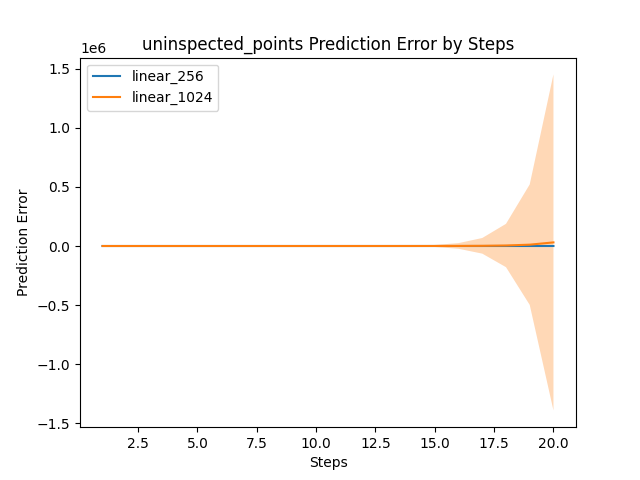 uninspected_points Prediction Error by Steps
1e6
linear_256
linear_1024
1.5
1.0
0.5
0.0
−0.5
−1.0
−1.5
Prediction Error
2.5 5.0 7.5 10.0 12.5 15.0 17.5 20.0
Steps